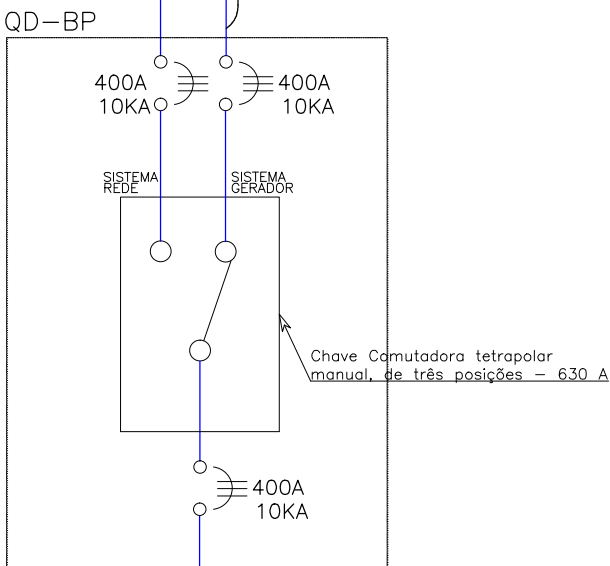 QD-BP
400A
10KA
400A
10KA
SISTEMA
REDE
SISTEMA
GERADOR
Chave Comutadora tetrapolar
manual, de três posições - 630 A
400A
10KA